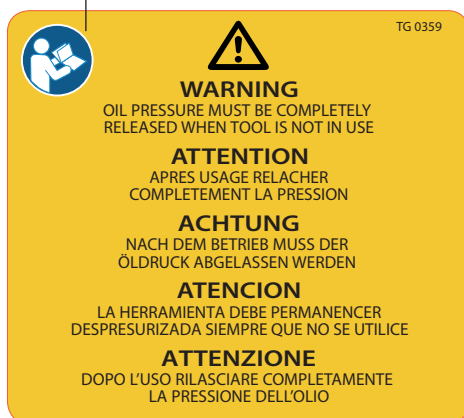 TG 0359
WARNING
OIL PRESSURE MUST BE COMPLETELY
RELEASED WHEN TOOL IS NOT IN USE
ATTENTION
APRES USAGE RELACHER
COMPLETEMENT LA PRESSION
ACHTUNG
NACH DEM BETRIEB MUSS DER
ÖLDRUCK ABGELASSEN WERDEN
ATENCION
LA HERRAMIENTA DEBE PERMANENCER
DESPRESURIZADA SIEMPRE QUE NO SE UTILICE
ATTENZIONE
DOPO L'USO RILASCIARE COMPLETAMENTE
LA PRESSIONE DELL'OLIO